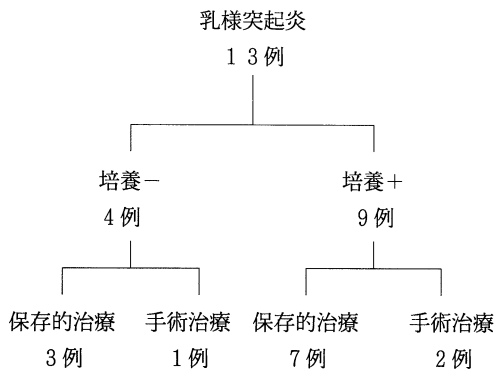 乳様突起炎
13例
培養－ 培養＋
4例 9例
保存的治療 手術治療 保存的治療 手術治療
3例 1例 7例 2例